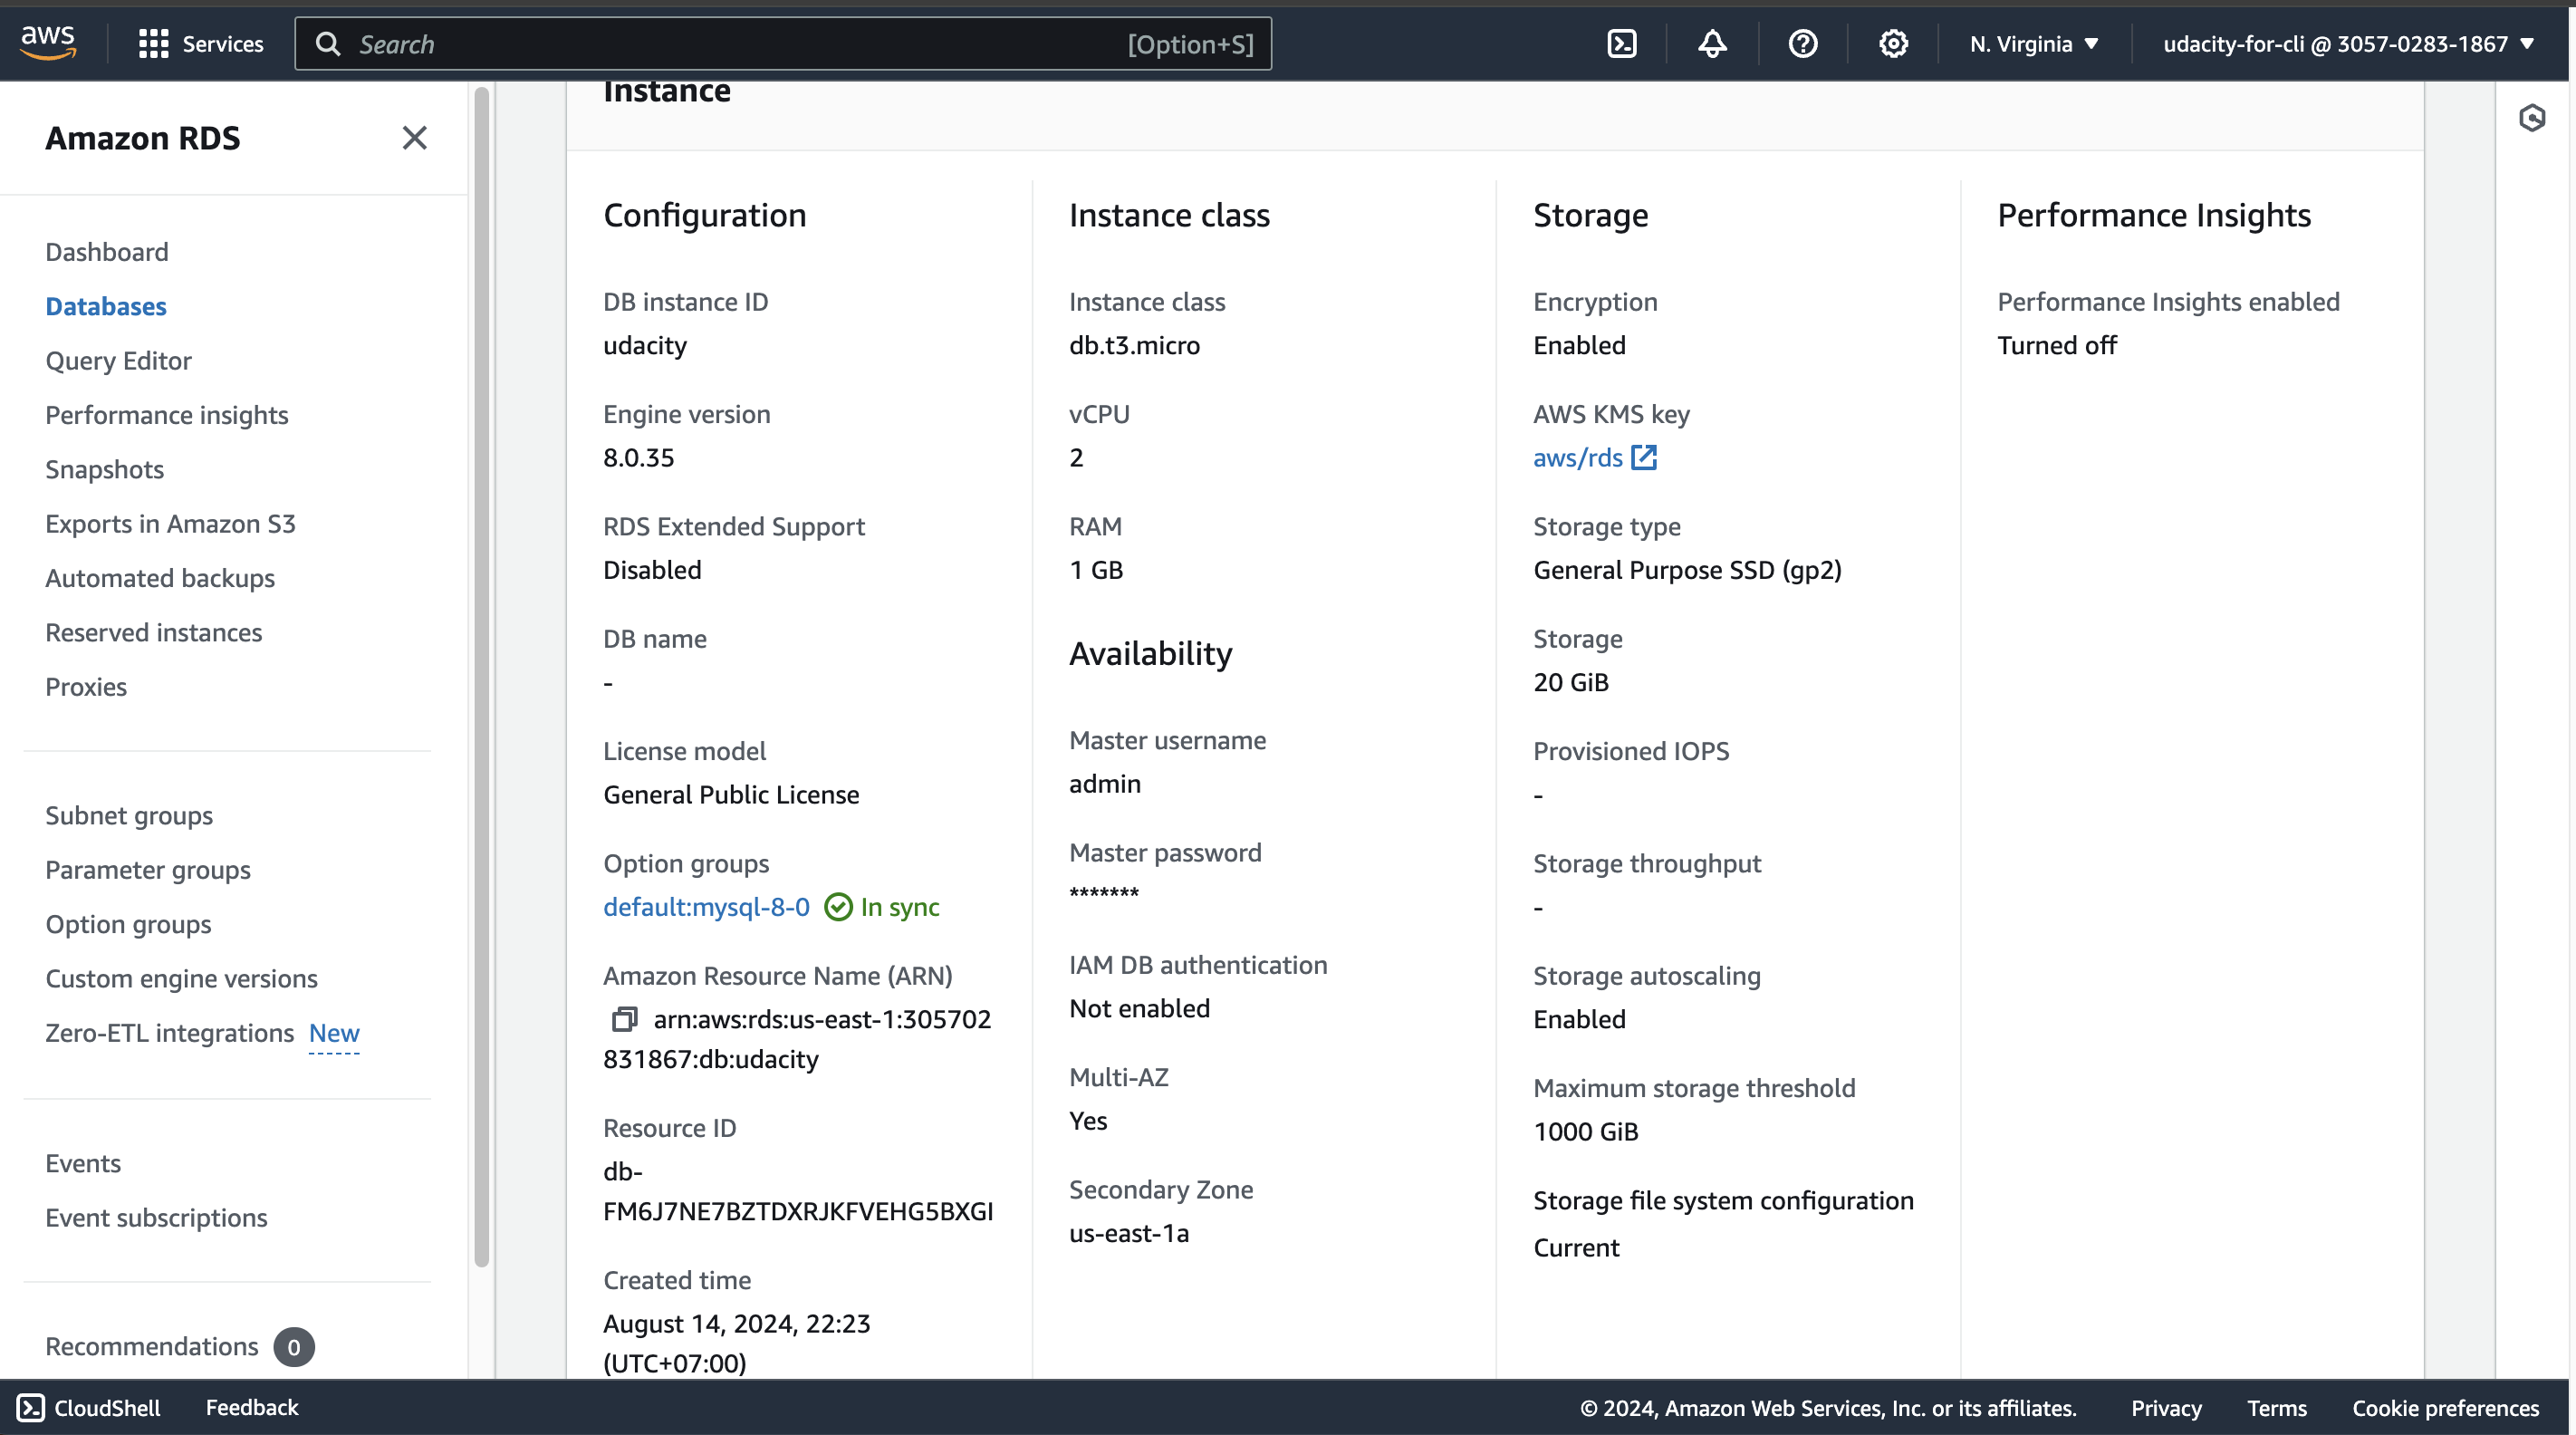 aws
Services
Search
[Option+S]
N. Virginia
udacity-for-cli @ 3057-0283-1867
Amazon RDS
Dashboard
Databases
Query Editor
Performance insights
Snapshots
Exports in Amazon S3
Automated backups
Reserved instances
Proxies
Subnet groups
Parameter groups
Option groups
Custom engine versions
Zero-ETL integrations New
Events
Event subscriptions
Recommendations 0
Instance
Configuration
DB instance ID
udacity
Engine version
8.0.35
RDS Extended Support
Disabled
DB name
-
License model
General Public License
Option groups
default:mysql-8-0 In sync
Amazon Resource Name (ARN)
arn:aws:rds:us-east-1:305702
831867:db:udacity
Resource ID
db-
FM6J7NE7BZTDXRJKFVEHG5BXGI
Created time
August 14, 2024, 22:23
(UTC+07:00)
Instance class
Instance class
db.t3.micro
vCPU
2
RAM
1 GB
Availability
Master username
admin
Master password
*******
IAM DB authentication
Not enabled
Multi-AZ
Yes
Secondary Zone
us-east-1a
Storage
Encryption
Enabled
AWS KMS key
aws/rds
Storage type
General Purpose SSD (gp2)
Storage
20 GiB
Provisioned IOPS
-
Storage throughput
-
Storage autoscaling
Enabled
Maximum storage threshold
1000 GiB
Storage file system configuration
Current
Performance Insights
Performance Insights enabled
Turned off
CloudShell
Feedback
© 2024, Amazon Web Services, Inc. or its affiliates.
Privacy
Terms
Cookie preferences